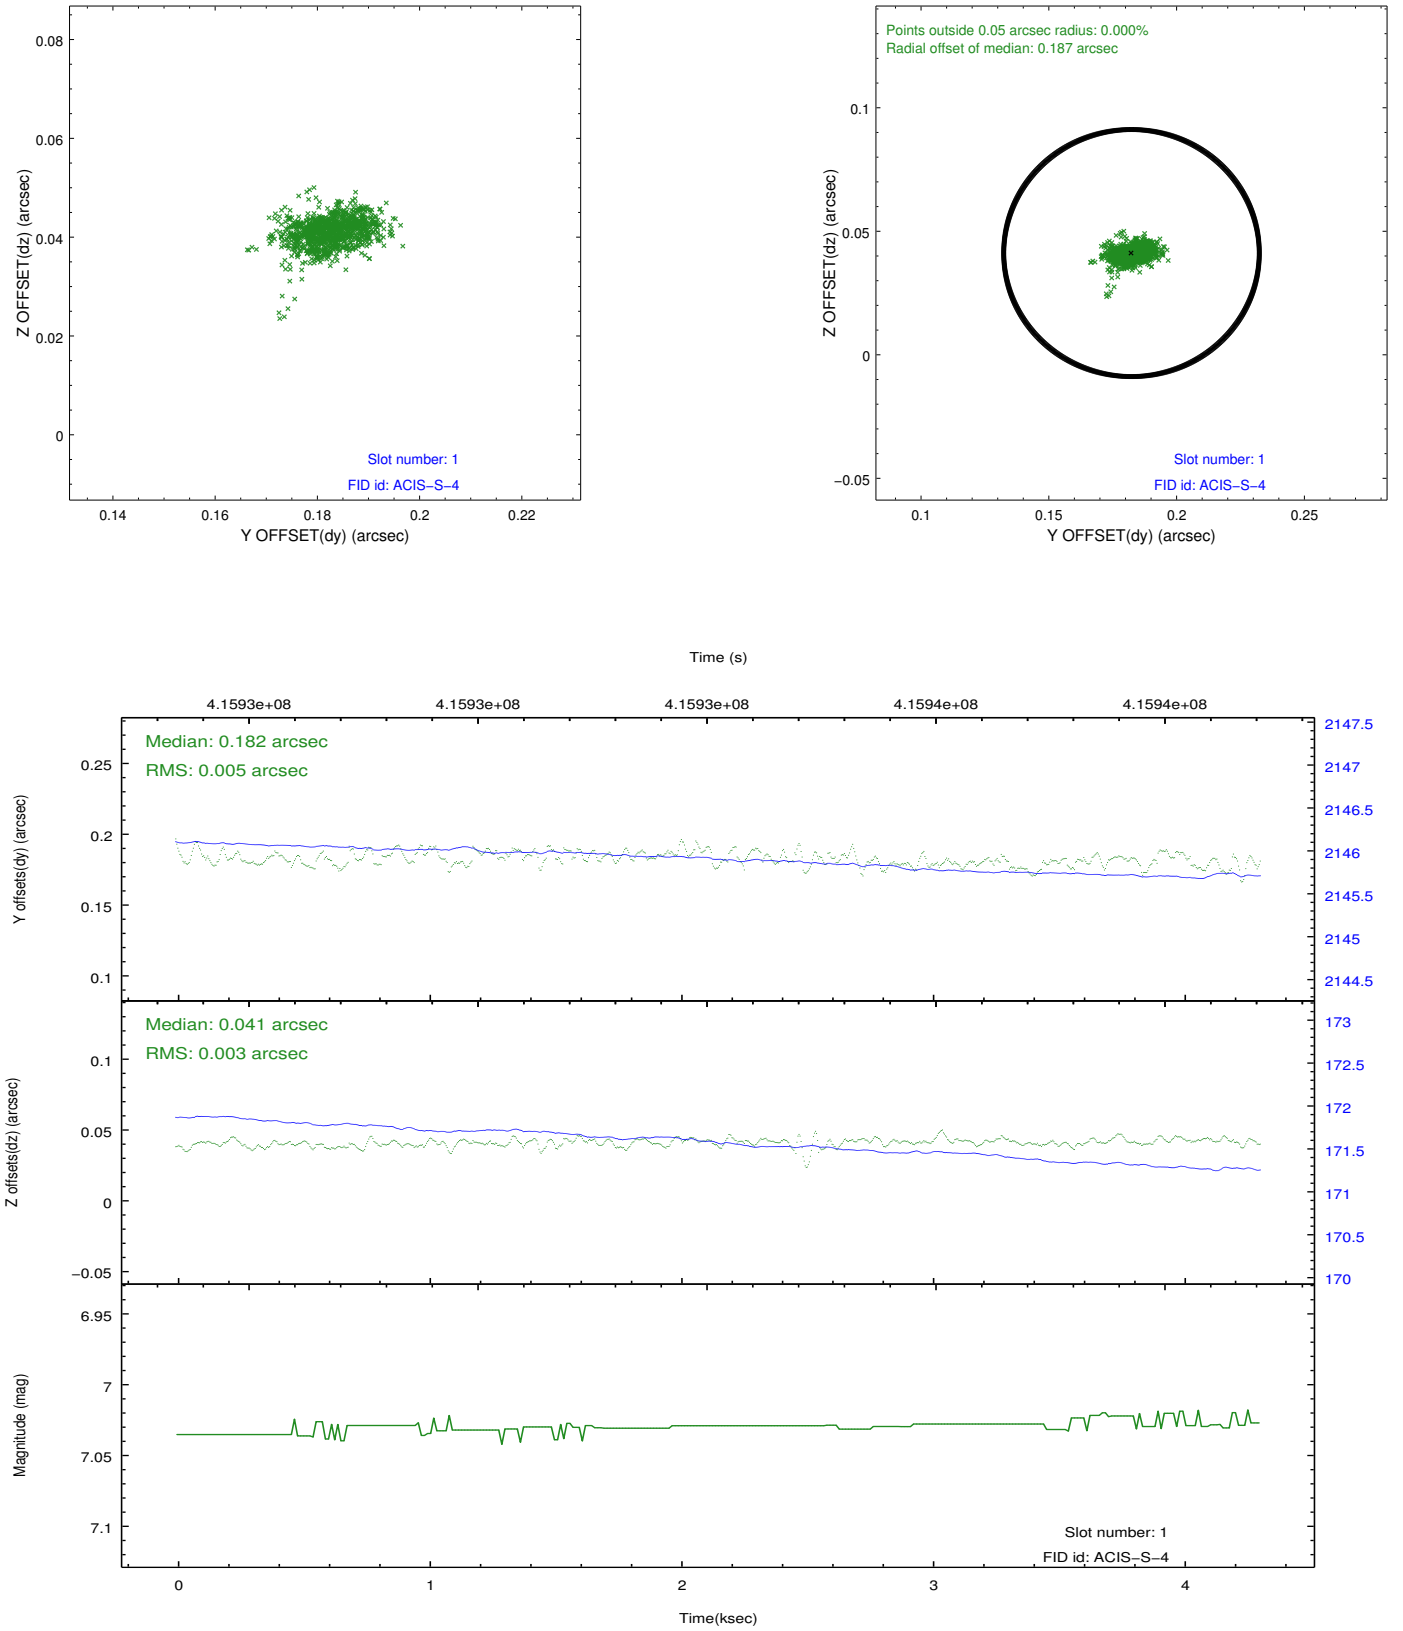 0.08
0.06
0.04
0.02
0
Z OFFSET(dz) (arcsec)
Slot number: 1
FID id: ACIS−S−4
0.14 0.16 0.18 0.2 0.22
Y OFFSET(dy) (arcsec)
Points outside 0.05 arcsec radius: 0.000%
Radial offset of median: 0.187 arcsec
0.1
0.05
0
−0.05
Z OFFSET(dz) (arcsec)
Slot number: 1
FID id: ACIS−S−4
0.1 0.15 0.2 0.25
Y OFFSET(dy) (arcsec)
Time (s)
4.1593e+08 4.1593e+08 4.1593e+08 4.1594e+08 4.1594e+08
Median: 0.182 arcsec
RMS: 0.005 arcsec
0.25
0.2
0.15
0.1
Y offsets(dy) (arcsec)
2147.5
2147
2146.5
2146
2145.5
2145
2144.5
Median: 0.041 arcsec
RMS: 0.003 arcsec
0.1
0.05
0
−0.05
Z offsets(dz) (arcsec)
173
172.5
172
171.5
171
170.5
170
6.95
7
7.05
7.1
Magnitude (mag)
Slot number: 1
FID id: ACIS−S−4
0 1 2 3 4
Time(ksec)